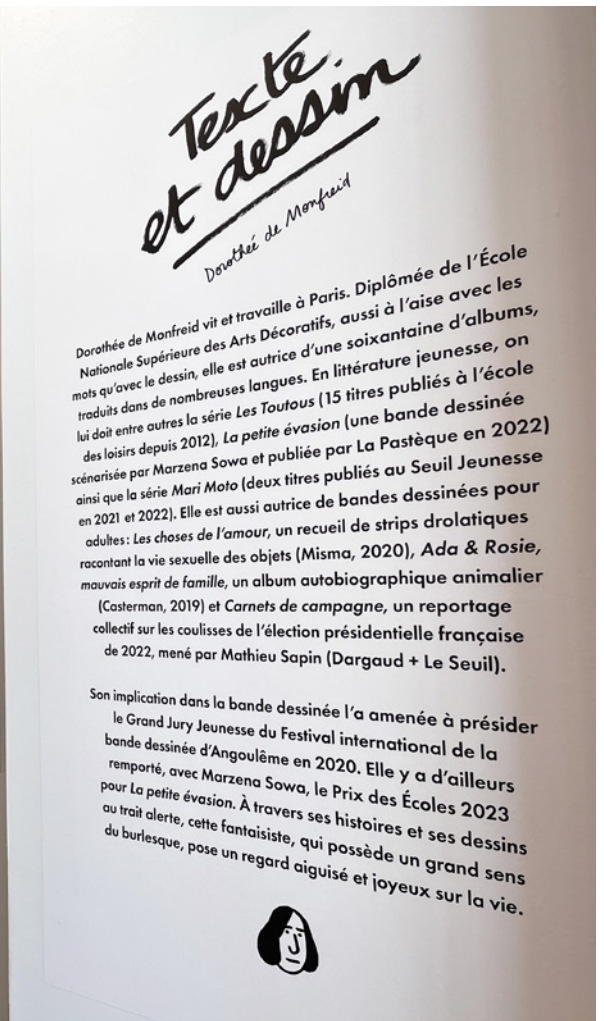 Texte
et dessin
Dorothée de Monfreid
Dorothée de Monfreid vit et travaille à Paris. Diplômée de l'École
Nationale Supérieure des Arts Décoratifs, aussi à l'aise avec les
mots qu'avec le dessin, elle est autrice d'une soixantaine d'albums,
traduits dans de nombreuses langues. En littérature jeunesse, on
lui doit entre autres la série Les Toutous (15 titres publiés à l'école
des loisirs depuis 2012), La petite évasion (une bande dessinée
scénarisée par Marzena Sowa et publiée par La Pastèque en 2022)
ainsi que la série Mari Moto (deux titres publiés au Seuil Jeunesse
en 2021 et 2022). Elle est aussi autrice de bandes dessinées pour
adultes : Les choses de l'amour, un recueil de strips drolatiques
racontant la vie sexuelle des objets (Misma, 2020), Ada & Rosie,
mauvais esprit de famille, un album autobiographique animalier
(Casterman, 2019) et Carnets de campagne, un reportage
collectif sur les coulisses de l'élection présidentielle française
de 2022, mené par Mathieu Sapin (Dargaud + Le Seuil).
Son implication dans la bande dessinée l'a amenée à présider
le Grand Jury Jeunesse du Festival international de la
bande dessinée d'Angoulême en 2020. Elle y a d'ailleurs
remporté, avec Marzena Sowa, le Prix des Écoles 2023
pour La petite évasion. À travers ses histoires et ses dessins
au trait alerte, cette fantaisiste, qui possède un grand sens
du burlesque, pose un regard aiguisé et joyeux sur la vie.